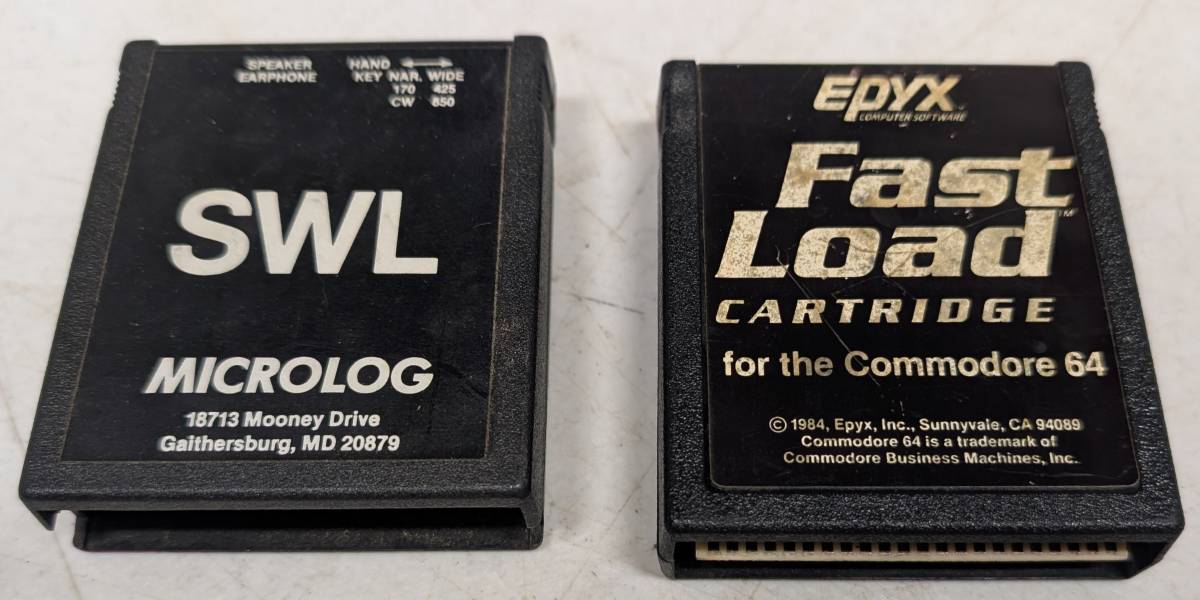 SPEAKER HAND
EARPHONE KEY NAR. WIDE
170 425
CW 850
SWL
MICROLOG
18713 Mooney Drive
Gaithersburg, MD 20879
EPYX
COMPUTER SOFTWARE
Fast
Load™
CARTRIDGE
for the Commodore 64
© 1984, Epyx, Inc., Sunnyvale, CA 94089
Commodore 64 is a trademark of
Commodore Business Machines, Inc.